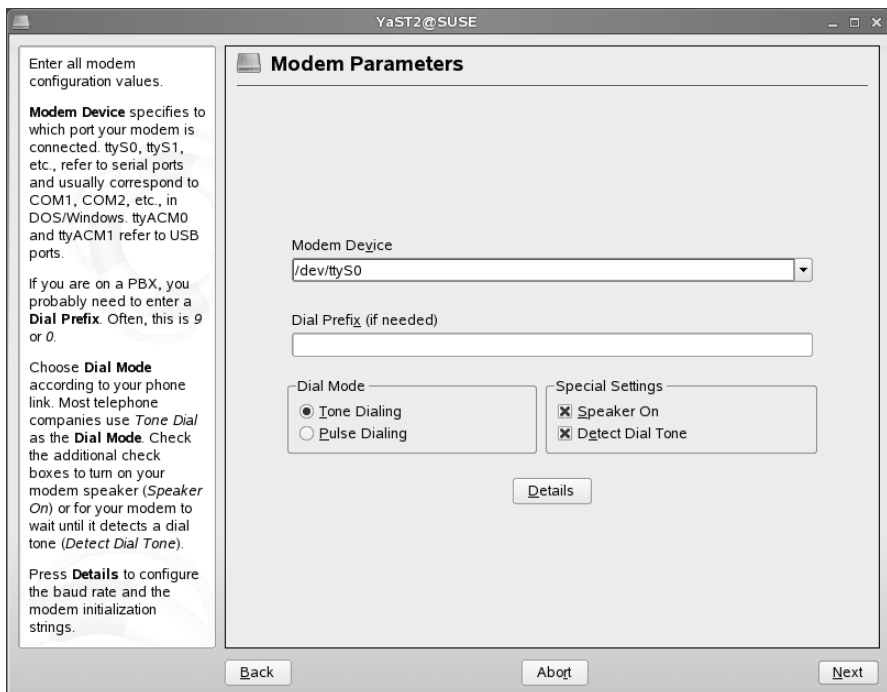 YaST2@SUSE
Enter all modem
configuration values.
Modem Device specifies to
which port your modem is
connected. ttyS0, ttyS1,
etc., refer to serial ports
and usually correspond to
COM1, COM2, etc., in
DOS/Windows. ttyACM0
and ttyACM1 refer to USB
ports.
If you are on a PBX, you
probably need to enter a
Dial Prefix. Often, this is 9
or 0.
Choose Dial Mode
according to your phone
link. Most telephone
companies use Tone Dial
as the Dial Mode. Check
the additional check
boxes to turn on your
modem speaker (Speaker
On) or for your modem to
wait until it detects a dial
tone (Detect Dial Tone).
Press Details to configure
the baud rate and the
modem initialization
strings.
Modem Parameters
Modem Device
/dev/ttyS0
Dial Prefix (if needed)
Dial Mode
Tone Dialing
Pulse Dialing
Special Settings
Speaker On
Detect Dial Tone
Details
Back
Abort
Next